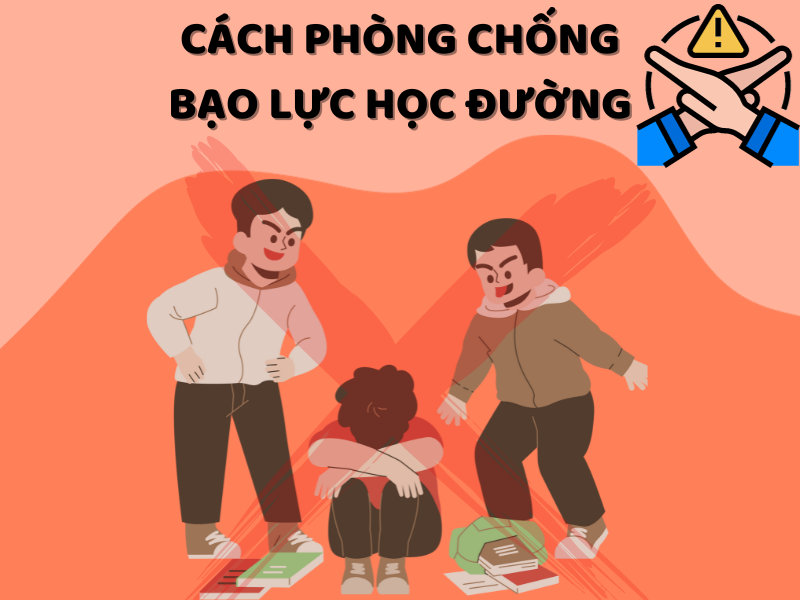 CÁCH PHÒNG CHỐNG
BẠO LỰC HỌC ĐƯỜNG